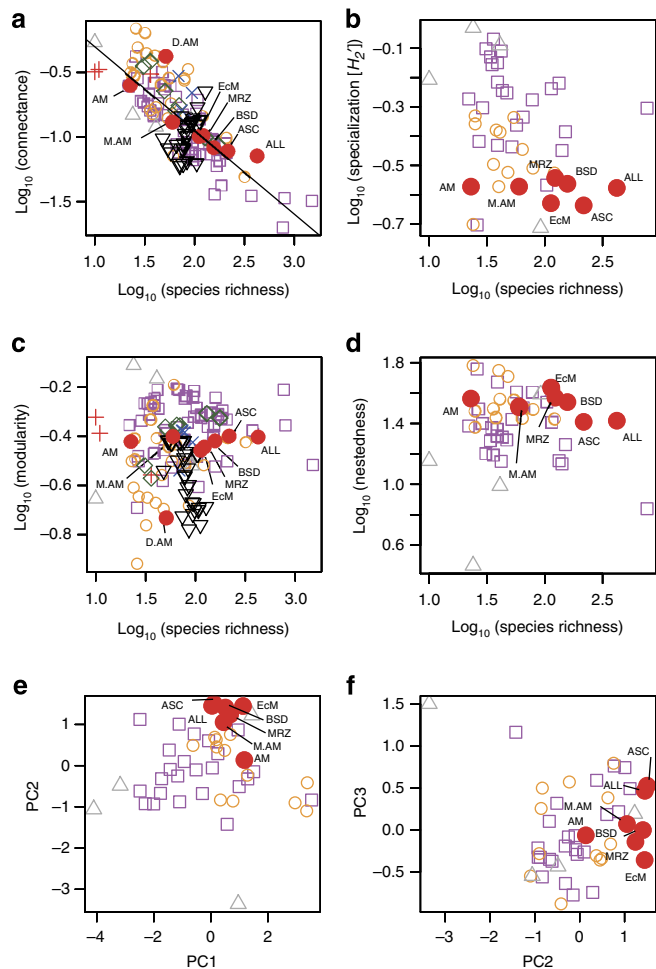 a
Log10 (connectance)
−0.5
−1.0
−1.5
D.AM
AM
EcM
MRZ
BSD
M.AM
ASC
ALL
1.0 1.5 2.0 2.5 3.0
Log10 (species richness)
b
Log10 (specialization [H2′])
−0.1
−0.3
−0.5
−0.7
AM
M.AM
MRZ
BSD
ALL
EcM
ASC
1.0 1.5 2.0 2.5
Log10 (species richness)
c
Log10 (modularity)
−0.2
−0.4
−0.6
−0.8
AM
ASC
ALL
M.AM
BSD
MRZ
EcM
D.AM
1.0 1.5 2.0 2.5 3.0
Log10 (species richness)
d
Log10 (nestedness)
1.8
1.4
1.0
0.6
AM
EcM
BSD
MRZ
ASC
ALL
M.AM
1.0 1.5 2.0 2.5
Log10 (species richness)
e
PC2
1
0
−1
−2
−3
ASC
EcM
ALL
BSD
MRZ
M.AM
AM
−4 −2 0 2
PC1
f
PC3
1.5
1.0
0.5
0.0
−0.5
ASC
ALL
M.AM
AM
BSD
MRZ
EcM
−3 −2 −1 0 1
PC2